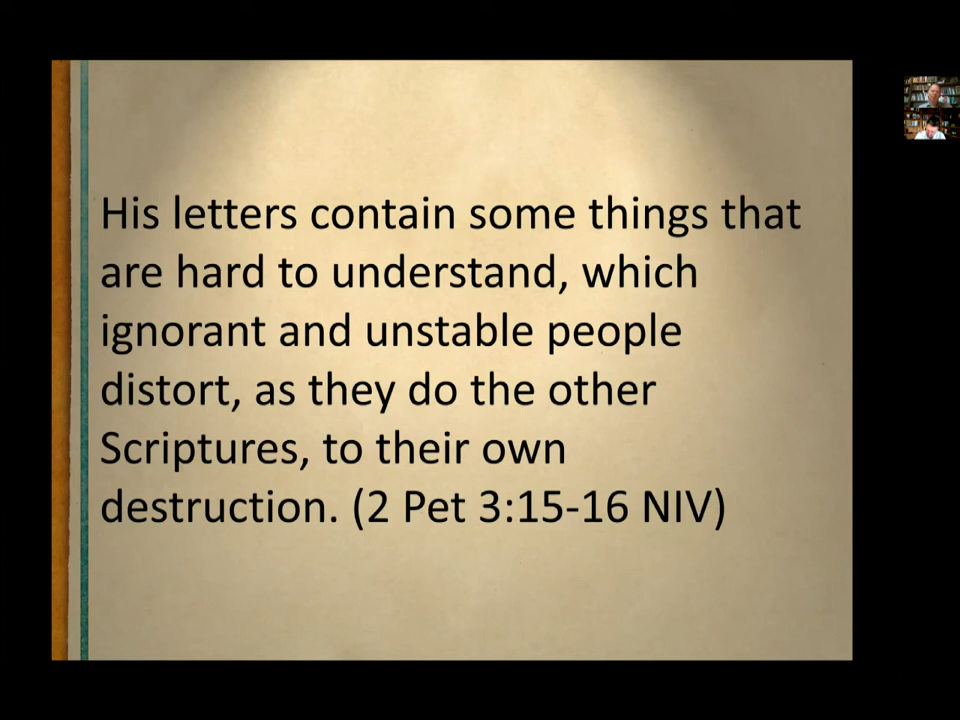 His letters contain some things that
are hard to understand, which
ignorant and unstable people
distort, as they do the other
Scriptures, to their own
destruction. (2 Pet 3:15-16 NIV)